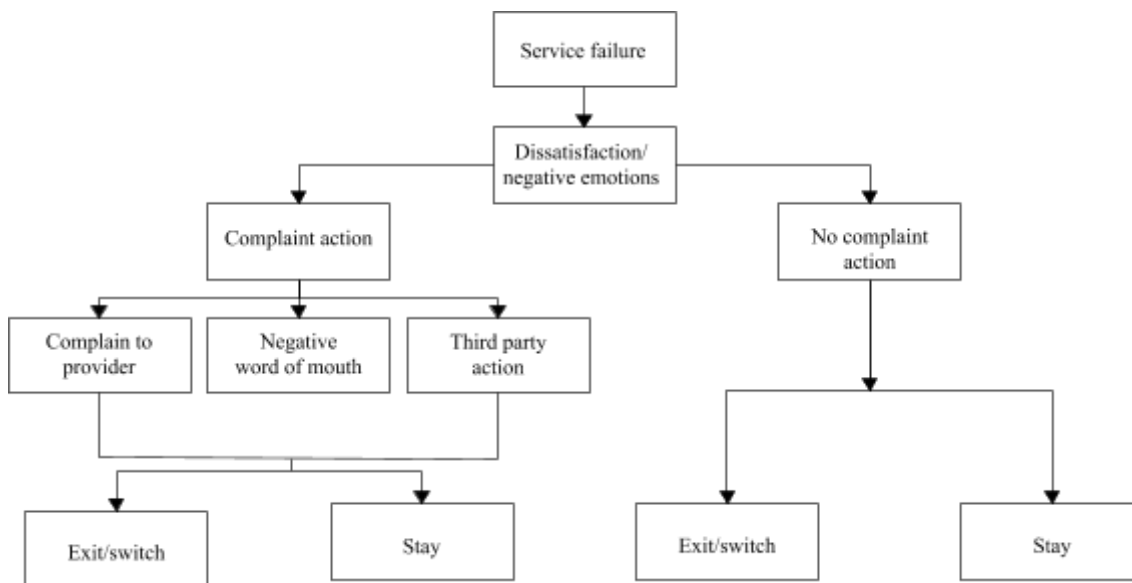 Service failure
Dissatisfaction/
negative emotions
Complaint action
No complaint
action
Complain to
provider
Negative
word of mouth
Third party
action
Exit/switch
Stay
Exit/switch
Stay